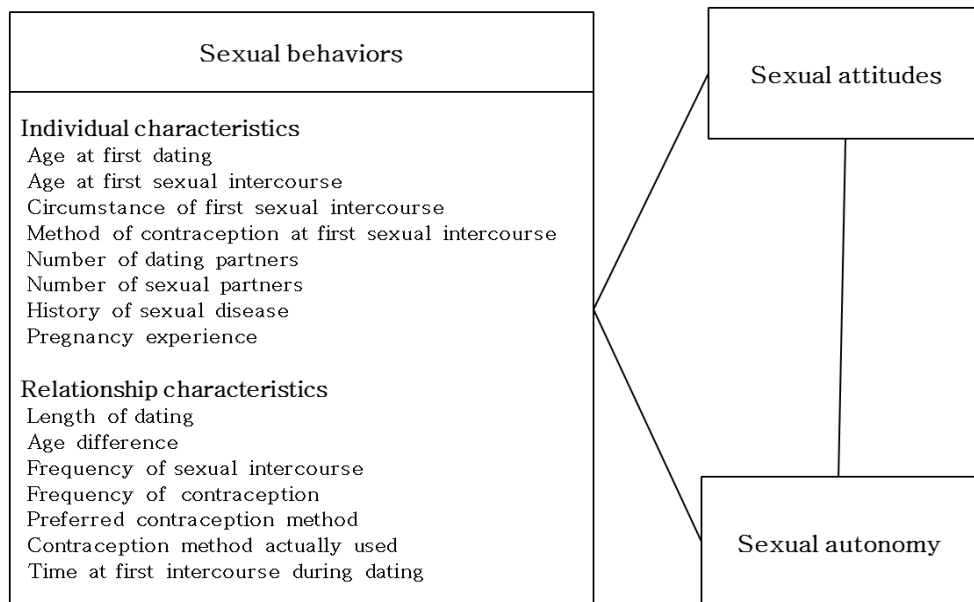 Sexual behaviors
Individual characteristics
Age at first dating
Age at first sexual intercourse
Circumstance of first sexual intercourse
Method of contraception at first sexual intercourse
Number of dating partners
Number of sexual partners
History of sexual disease
Pregnancy experience
Relationship characteristics
Length of dating
Age difference
Frequency of sexual intercourse
Frequency of contraception
Preferred contraception method
Contraception method actually used
Time at first intercourse during dating
Sexual attitudes
Sexual autonomy